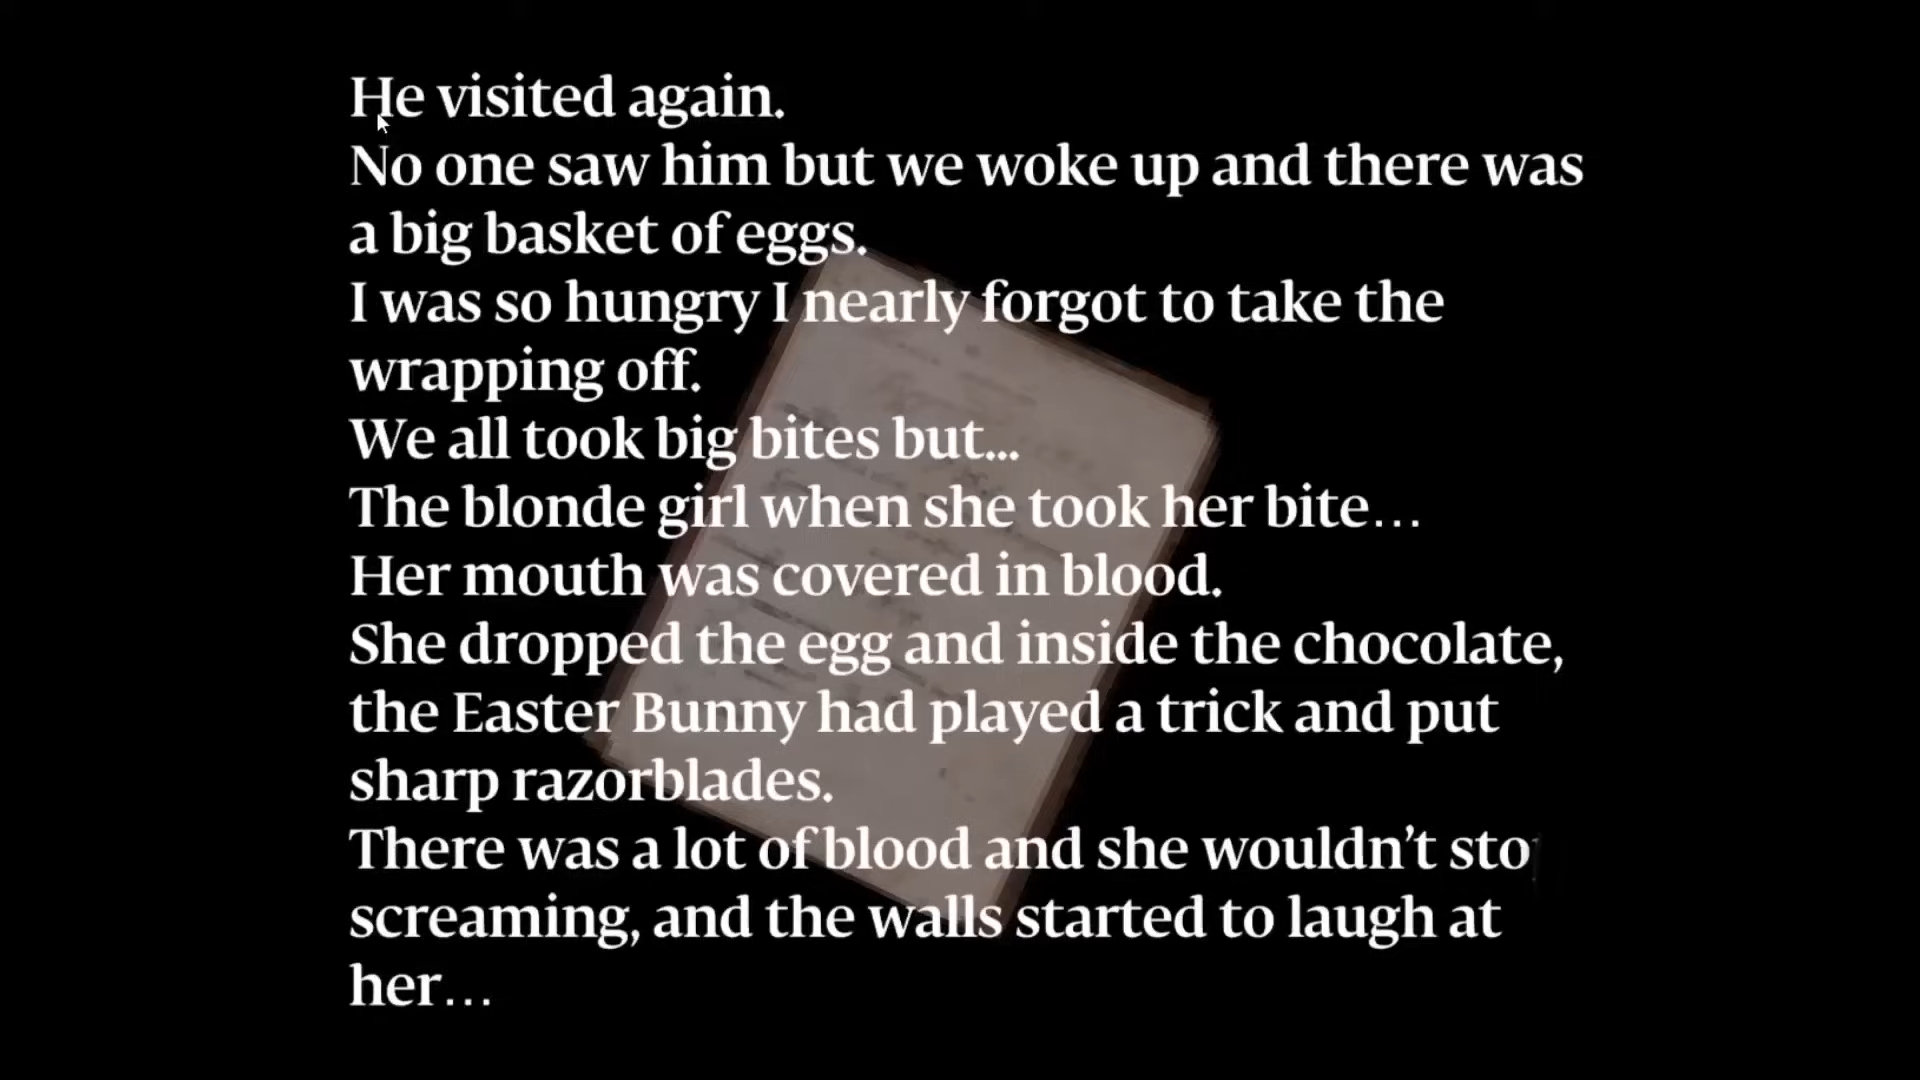 He visited again.
No one saw him but we woke up and there was
a big basket of eggs.
I was so hungry I nearly forgot to take the
wrapping off.
We all took big bites but...
The blonde girl when she took her bite…
Her mouth was covered in blood.
She dropped the egg and inside the chocolate,
the Easter Bunny had played a trick and put
sharp razorblades.
There was a lot of blood and she wouldn’t sto
screaming, and the walls started to laugh at
her…